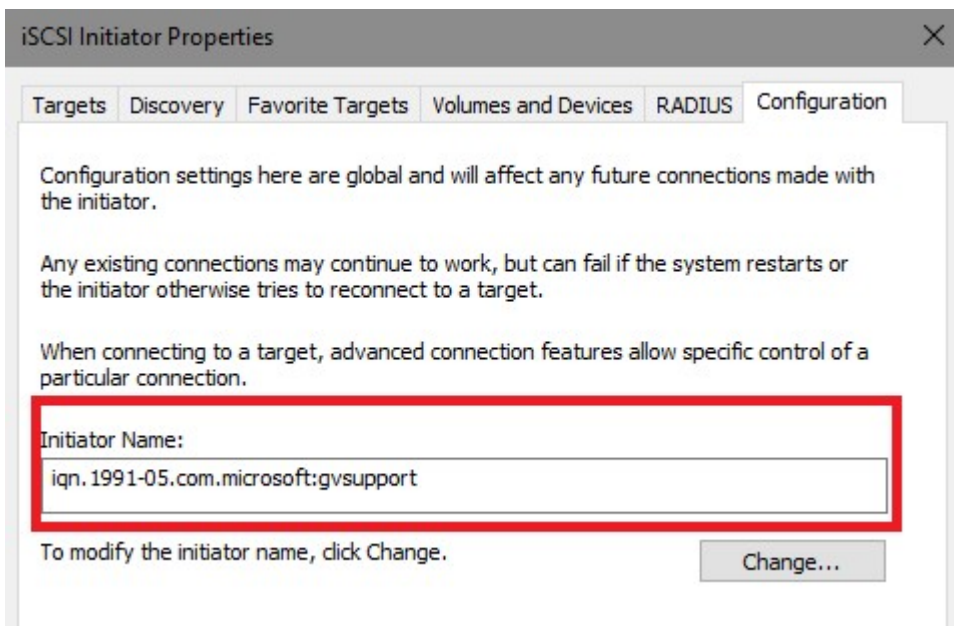 iSCSI Initiator Properties
Targets Discovery Favorite Targets Volumes and Devices RADIUS Configuration
Configuration settings here are global and will affect any future connections made with
the initiator.
Any existing connections may continue to work, but can fail if the system restarts or
the initiator otherwise tries to reconnect to a target.
When connecting to a target, advanced connection features allow specific control of a
particular connection.
Initiator Name:
iqn.1991-05.com.microsoft:gvsupport
To modify the initiator name, click Change.
Change...